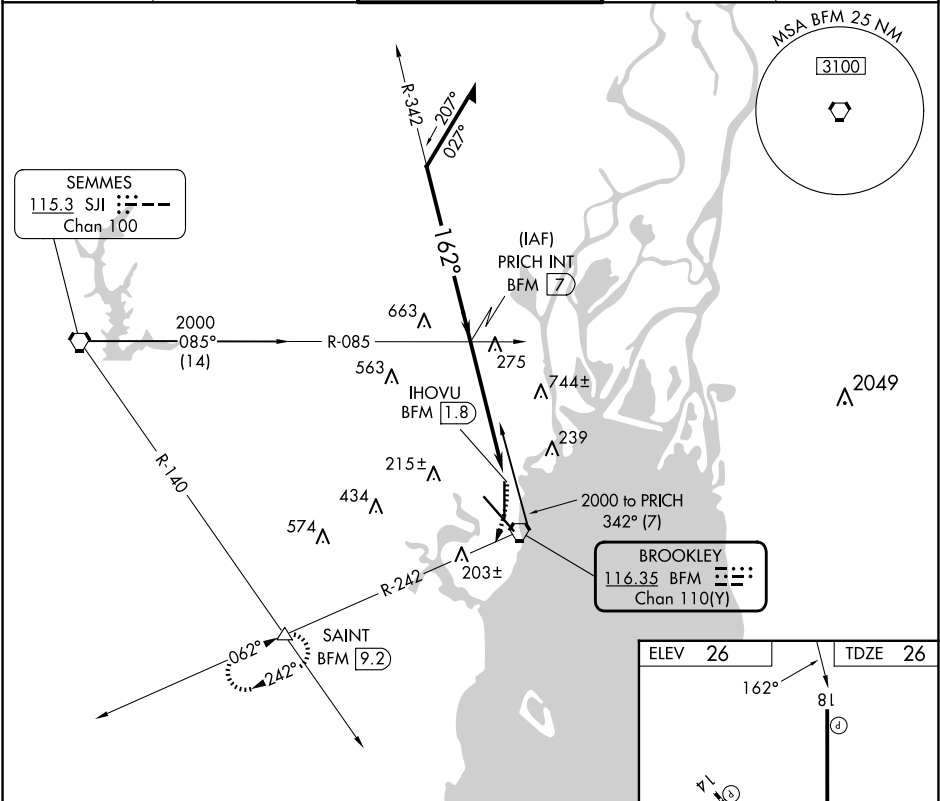 MSA BFM 25 NM
3100
R-342
207°
027°
SEMMES
115.3 SJI
Chan 100
162°
(IAF)
PRICH INT
BFM 7
2000
085°
(14)
R-085
663
275
563
744±
2049
IHOVU
BFM 1.8
239
215±
R-140
434
574
2000 to PRICH
342° (7)
BROOKLEY
116.35 BFM
Chan 110(Y)
203±
R-242
SAINT
BFM 9.2
062°
242°
ELEV 26
TDZE 26
162°
18
P
14
P